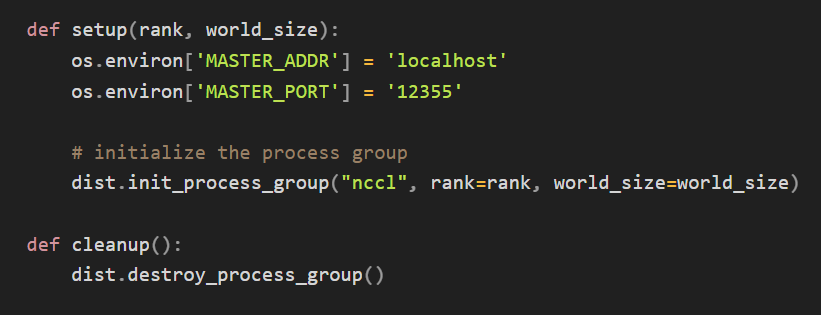 def setup(rank, world_size):
    os.environ['MASTER_ADDR'] = 'localhost'
    os.environ['MASTER_PORT'] = '12355'

    # initialize the process group
    dist.init_process_group("nccl", rank=rank, world_size=world_size)

def cleanup():
    dist.destroy_process_group()